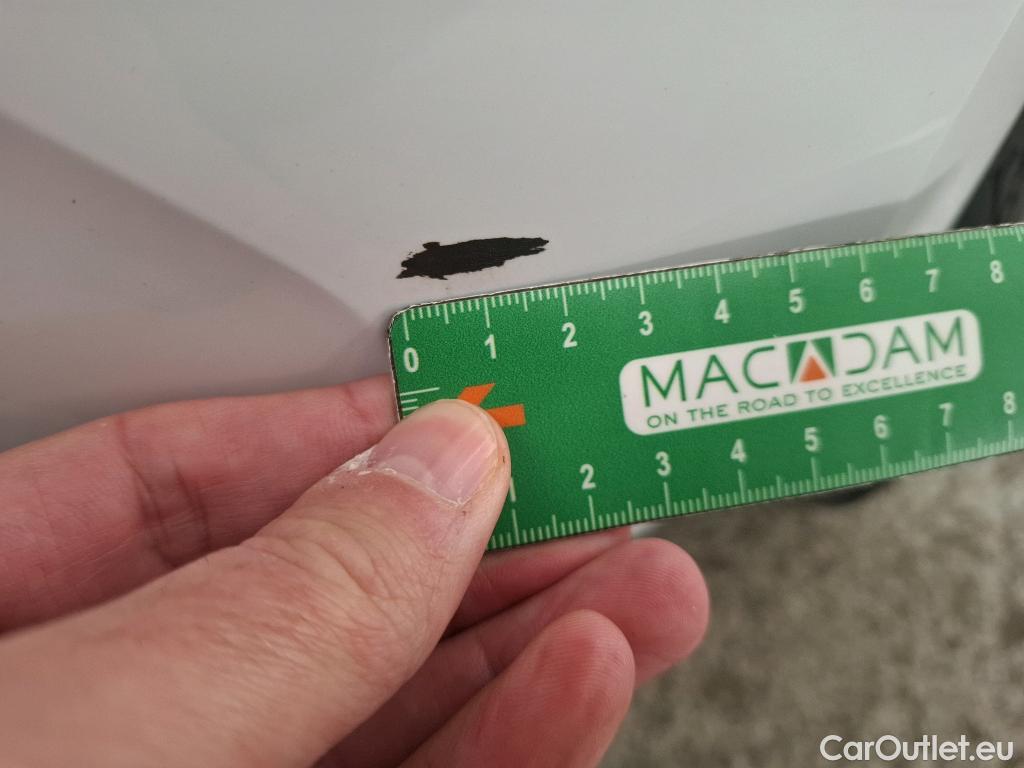 0 1 2 3 4 5 6 7 8
MACADAM
ON THE ROAD TO EXCELLENCE
1 2 3 4 5 6 7 8
CarOutlet.eu